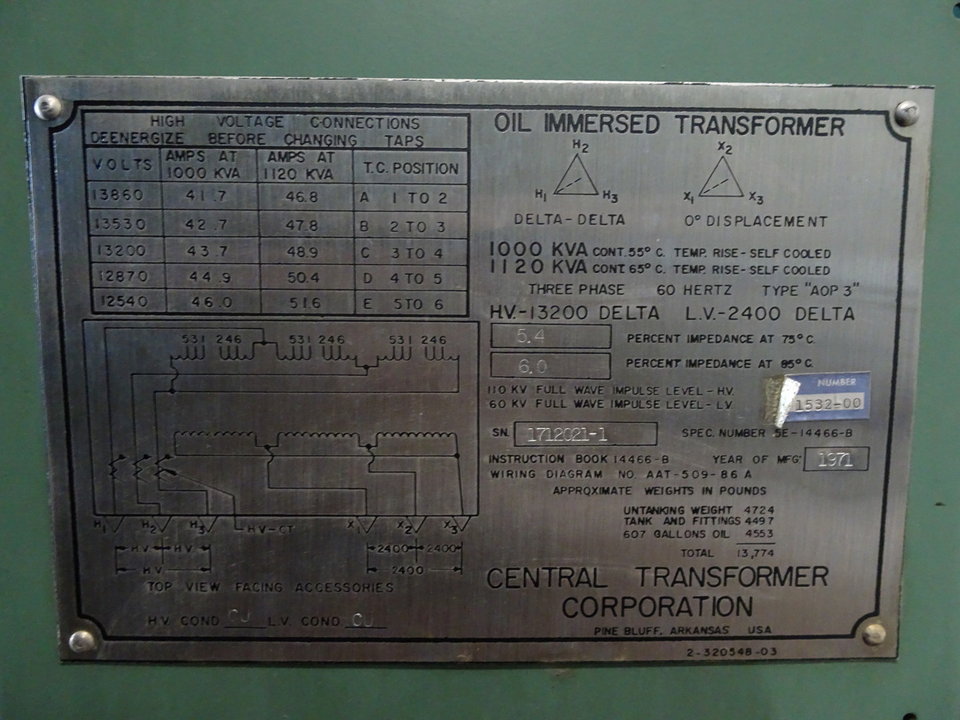 HIGH VOLTAGE CONNECTIONS
DEENERGIZE BEFORE CHANGING TAPS
VOLTS AMPS AT 1000 KVA AMPS AT 1120 KVA T.C. POSITION
13860 41.7 46.8 A 1 TO 2
13530 42.7 47.8 B 2 TO 3
13200 43.7 48.9 C 3 TO 4
12870 44.9 50.4 D 4 TO 5
12540 46.0 51.6 E 5 TO 6
531 246 531 246 531 246
H1 H2 H3 HV-CT X1 X2 X3
HV HV 2400 2400
HV 2400
TOP VIEW FACING ACCESSORIES
H.V. COND CU L.V. COND CU
OIL IMMERSED TRANSFORMER
H2 X2
H1 H3 X1 X3
DELTA-DELTA 0° DISPLACEMENT
1000 KVA CONT. 55° C. TEMP. RISE-SELF COOLED
1120 KVA CONT. 65° C. TEMP. RISE-SELF COOLED
THREE PHASE 60 HERTZ TYPE "AOP 3"
H.V.-13200 DELTA L.V.-2400 DELTA
5.4 PERCENT IMPEDANCE AT 75° C.
6.0 PERCENT IMPEDANCE AT 85° C.
110 KV FULL WAVE IMPULSE LEVEL-H.V.
60 KV FULL WAVE IMPULSE LEVEL-L.V.
NUMBER
1532-00
SN. 1712021-1 SPEC. NUMBER SE-14466-B
INSTRUCTION BOOK 14466-B YEAR OF MFG. 1971
WIRING DIAGRAM NO. AAT-509-86 A
APPROXIMATE WEIGHTS IN POUNDS
UNTANKING WEIGHT 4724
TANK AND FITTINGS 4497
607 GALLONS OIL 4553
TOTAL 13,774
CENTRAL TRANSFORMER
CORPORATION
PINE BLUFF, ARKANSAS USA
2-320548-03